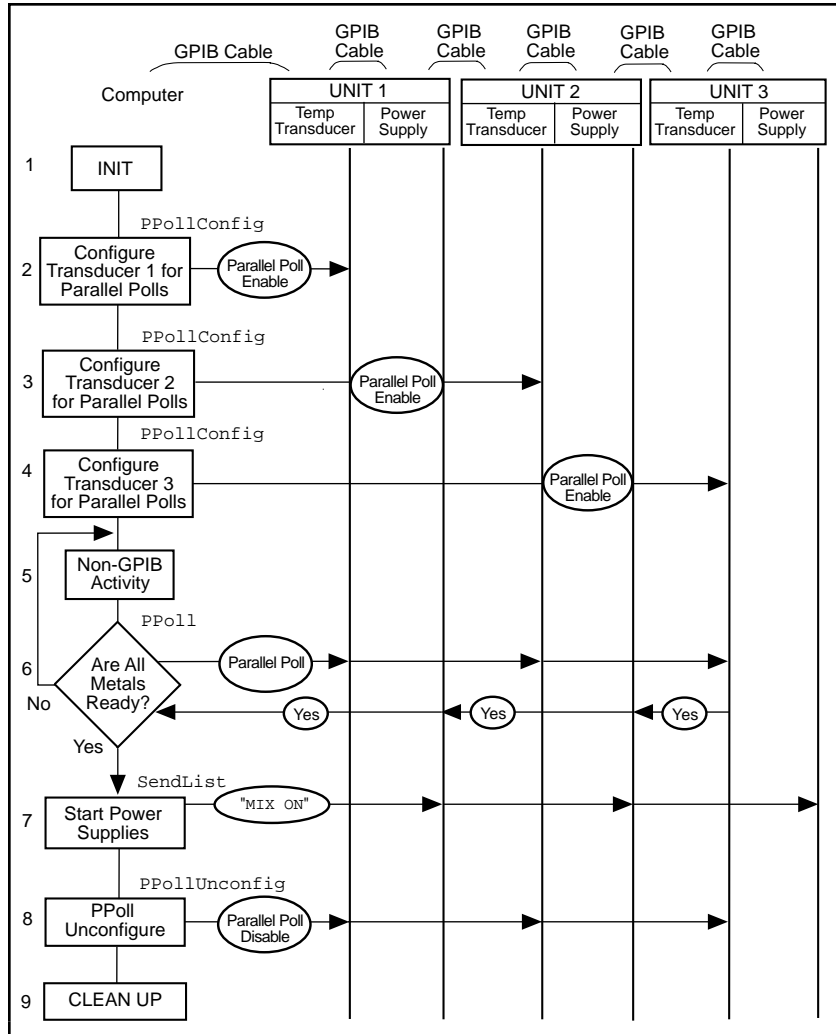 GPIB Cable
GPIB
Cable
GPIB
Cable
GPIB
Cable
GPIB
Cable
GPIB
Cable
Computer
UNIT 1
UNIT 2
UNIT 3
Temp
Transducer
Power
Supply
Temp
Transducer
Power
Supply
Temp
Transducer
Power
Supply
1
INIT
PPollConfig
2
Configure
Transducer 1 for
Parallel Polls
Parallel Poll
Enable
PPollConfig
3
Configure
Transducer 2
for Parallel Polls
Parallel Poll
Enable
PPollConfig
4
Configure
Transducer 3
for Parallel Polls
Parallel Poll
Enable
5
Non-GPIB
Activity
PPoll
6
Are All
Metals
Ready?
Parallel Poll
No
Yes
Yes
Yes
Yes
SendList
7
Start Power
Supplies
"MIX ON"
PPollUnconfig
8
PPoll
Unconfigure
Parallel Poll
Disable
9
CLEAN UP